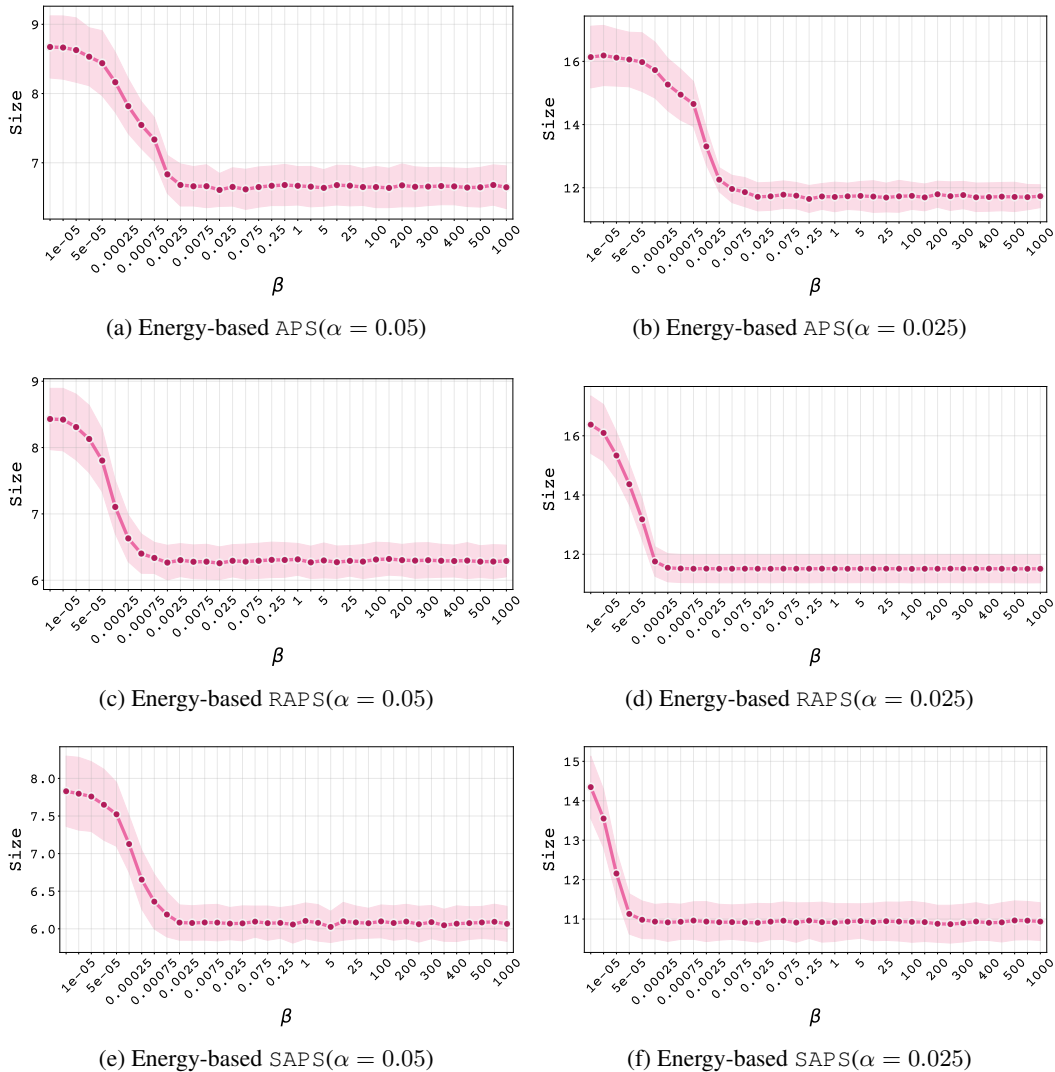 9
8
7
Size
1e-05 5e-05 0.00025 0.00075 0.0025 0.0075 0.025 0.075 0.25 1 5 25 100 200 300 400 500 1000
β
(a) Energy-based APS(α = 0.05)
16
14
12
Size
1e-05 5e-05 0.00025 0.00075 0.0025 0.0075 0.025 0.075 0.25 1 5 25 100 200 300 400 500 1000
β
(b) Energy-based APS(α = 0.025)
9
8
7
6
Size
1e-05 5e-05 0.00025 0.00075 0.0025 0.0075 0.025 0.075 0.25 1 5 25 100 200 300 400 500 1000
β
(c) Energy-based RAPS(α = 0.05)
16
14
12
Size
1e-05 5e-05 0.00025 0.00075 0.0025 0.0075 0.025 0.075 0.25 1 5 25 100 200 300 400 500 1000
β
(d) Energy-based RAPS(α = 0.025)
8.0
7.5
7.0
6.5
6.0
Size
1e-05 5e-05 0.00025 0.00075 0.0025 0.0075 0.025 0.075 0.25 1 5 25 100 200 300 400 500 1000
β
(e) Energy-based SAPS(α = 0.05)
15
14
13
12
11
Size
1e-05 5e-05 0.00025 0.00075 0.0025 0.0075 0.025 0.075 0.25 1 5 25 100 200 300 400 500 1000
β
(f) Energy-based SAPS(α = 0.025)